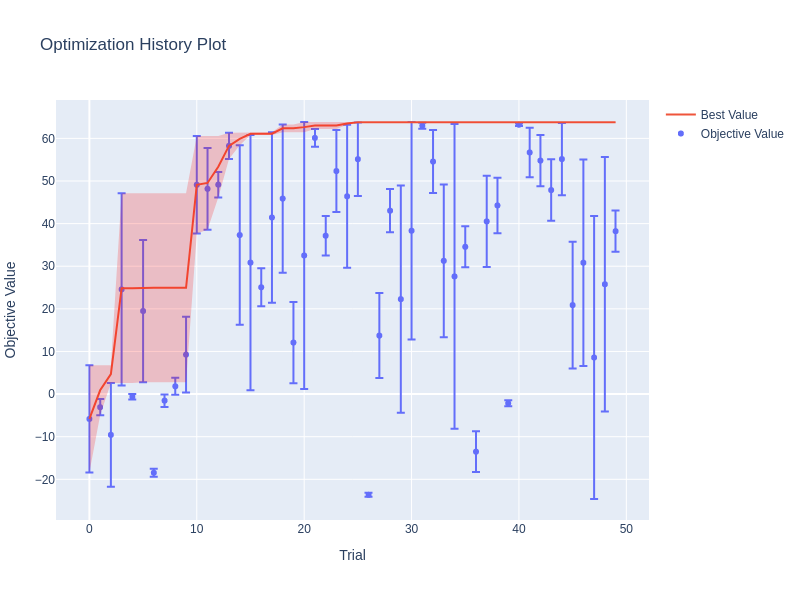 Optimization History Plot
Best Value
Objective Value
Objective Value
60
50
40
30
20
10
0
−10
−20
0 10 20 30 40 50
Trial